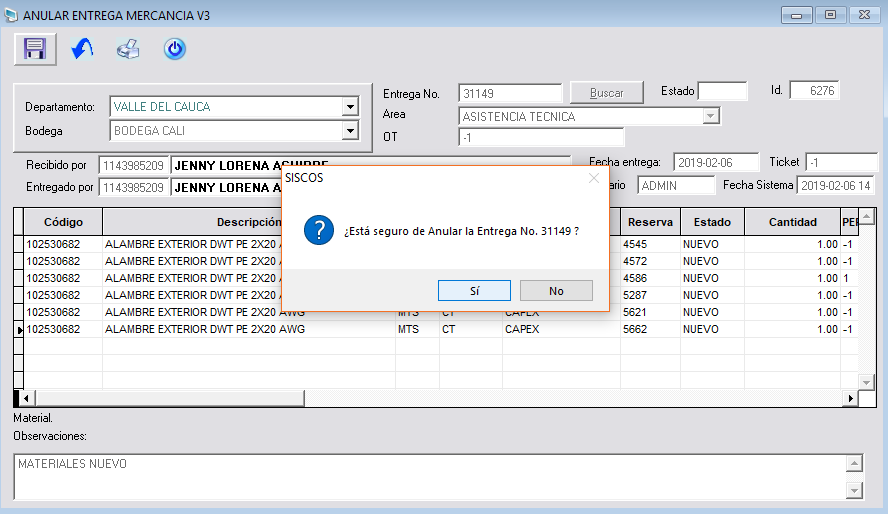 ANULAR ENTREGA MERCANCIA V3
Departamento: VALLE DEL CAUCA
Bodega BODEGA CALI
Entrega No. 31149 Buscar Estado Id. 6276
Area ASISTENCIA TECNICA
OT -1
Recibido por 1143985209 JENNY LORENA Fecha entrega: 2019-02-06 Ticket -1
Entregado por 1143985209 JENNY LORENA ADMIN Fecha Sistema 2019-02-06 14
SISCOS
¿Está seguro de Anular la Entrega No. 31149 ?
Sí No
Código Descripción Reserva Estado Cantidad
102530682 ALAMBRE EXTERIOR DWT PE 2X20 4545 NUEVO 1.00 -1
102530682 ALAMBRE EXTERIOR DWT PE 2X20 4572 NUEVO 1.00 -1
102530682 ALAMBRE EXTERIOR DWT PE 2X20 4586 NUEVO 1.00 1
102530682 ALAMBRE EXTERIOR DWT PE 2X20 5287 NUEVO 1.00 -1
102530682 ALAMBRE EXTERIOR DWT PE 2X20 AWG MTS CT CAPEX 5621 NUEVO 1.00 -1
102530682 ALAMBRE EXTERIOR DWT PE 2X20 AWG MTS CT CAPEX 5662 NUEVO 1.00 -1
Material.
Observaciones:
MATERIALES NUEVO